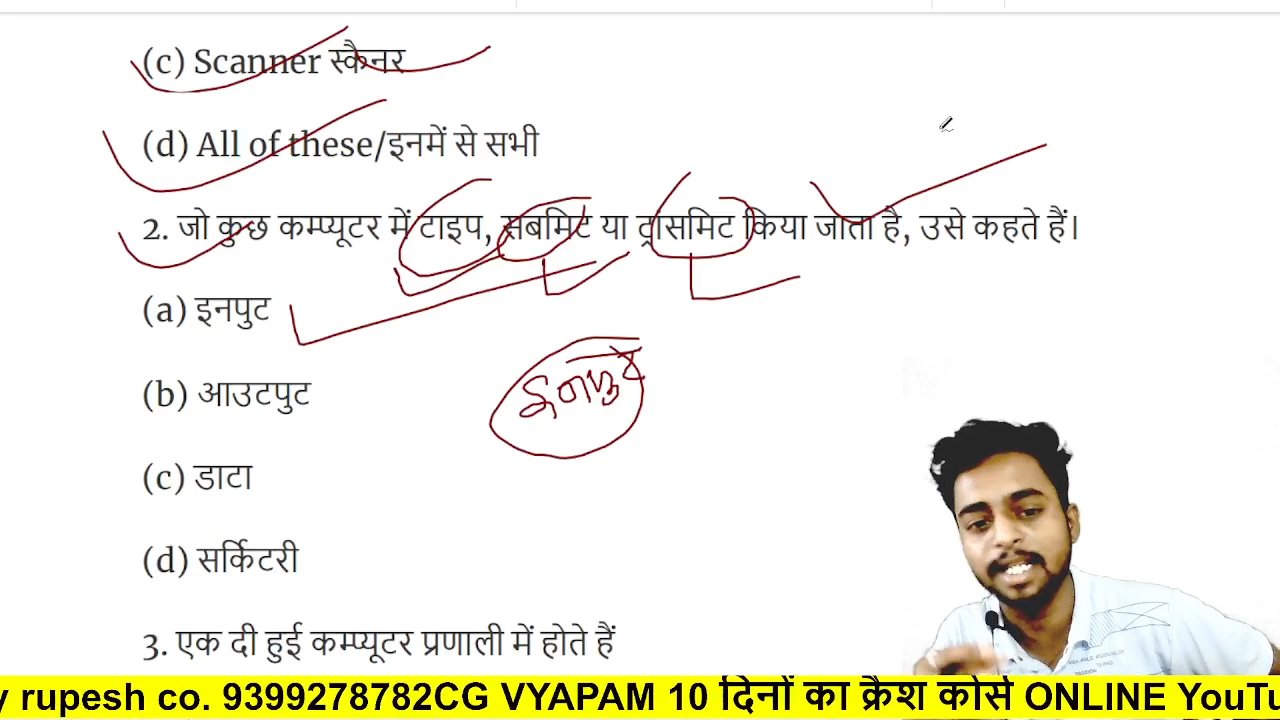 (c) Scanner स्कैनर
(d) All of these/इनमें से सभी
2. जो कुछ कम्प्यूटर में टाइप, सबमिट या ट्रांसमिट किया जाता है, उसे कहते हैं।
(a) इनपुट
(b) आउटपुट
इनपुट
(c) डाटा
(d) सर्किटरी
3. एक दी हुई कम्प्यूटर प्रणाली में होते हैं
y rupesh co. 9399278782CG VYAPAM 10 दिनों का क्रैश कोर्स ONLINE YouTu